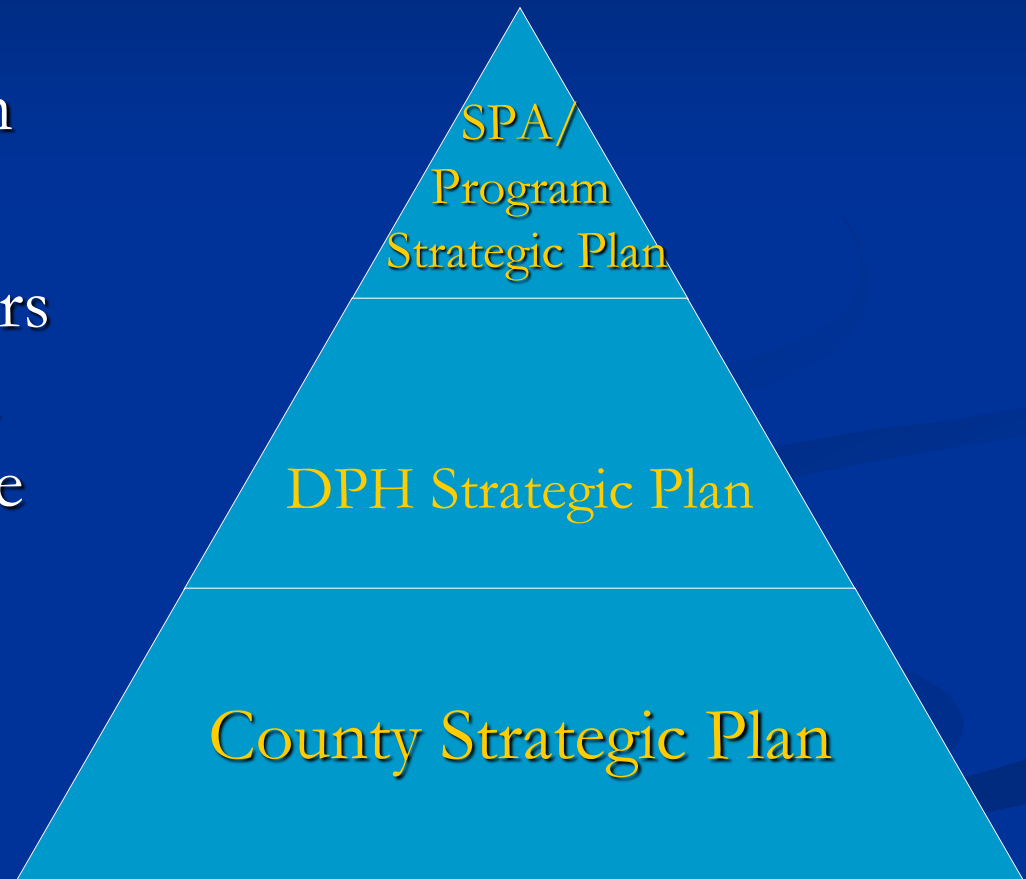 SPA/
Program
Strategic Plan
DPH Strategic Plan
County Strategic Plan